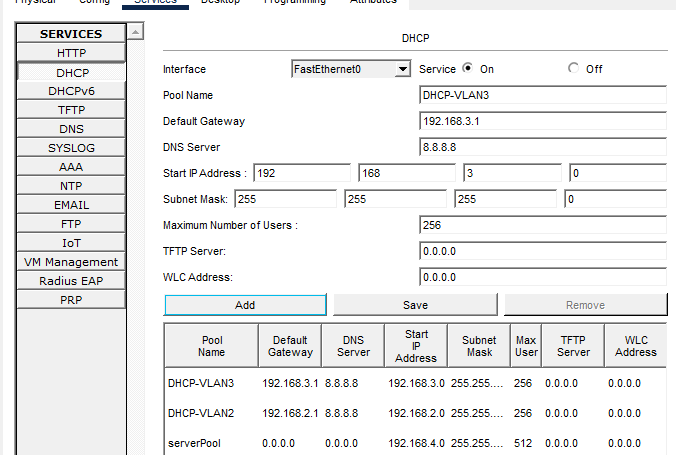 Physical Config Services Desktop Programming Attributes
SERVICES
HTTP
DHCP
DHCPv6
TFTP
DNS
SYSLOG
AAA
NTP
EMAIL
FTP
IoT
VM Management
Radius EAP
PRP
DHCP
Interface FastEthernet0 Service On Off
Pool Name DHCP-VLAN3
Default Gateway 192.168.3.1
DNS Server 8.8.8.8
Start IP Address : 192 168 3 0
Subnet Mask: 255 255 255 0
Maximum Number of Users : 256
TFTP Server: 0.0.0.0
WLC Address: 0.0.0.0
Add Save Remove
Pool Name Default Gateway DNS Server Start IP Address Subnet Mask Max User TFTP Server WLC Address
DHCP-VLAN3 192.168.3.1 8.8.8.8 192.168.3.0 255.255.... 256 0.0.0.0 0.0.0.0
DHCP-VLAN2 192.168.2.1 8.8.8.8 192.168.2.0 255.255.... 256 0.0.0.0 0.0.0.0
serverPool 0.0.0.0 0.0.0.0 192.168.4.0 255.255.... 512 0.0.0.0 0.0.0.0